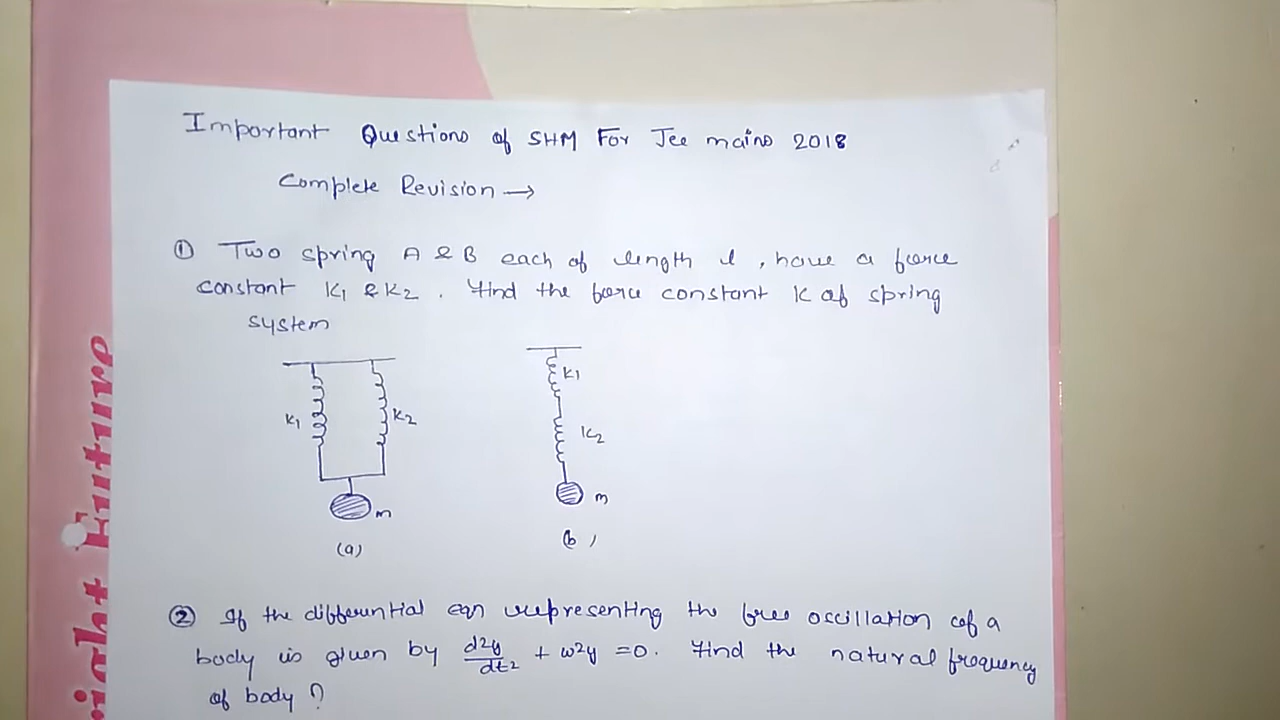 Important Questions of SHM For Jee mains 2018
Complete Revision →
① Two spring A & B each of length l, have a force
constant K₁ & K₂. Find the force constant K of spring
system
K₁
K₂
m
(a)
K₁
K₂
m
(b)
② If the differential eqn representing the free oscillation of a
body is given by d²y/dt² + ω²y = 0. Find the natural frequency
of body ?
ight Future